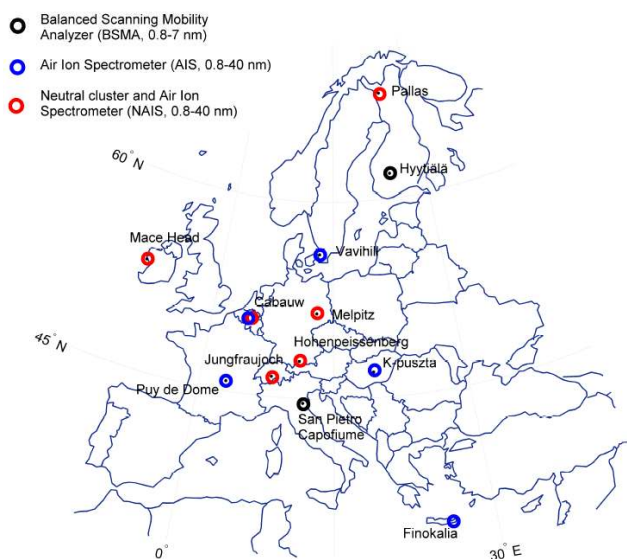 Balanced Scanning Mobility
Analyzer (BSMA, 0.8-7 nm)
Air Ion Spectrometer (AIS, 0.8-40 nm)
Neutral cluster and Air Ion
Spectrometer (NAIS, 0.8-40 nm)
Pallas
60°N
Hyytiälä
Mace Head
Vavihill
Cabauw
Melpitz
45°N
Hohenpeissenberg
Jungfraujoch
K-puszta
Puy de Dome
San Pietro
Capofiume
Finokalia
0°
30°E